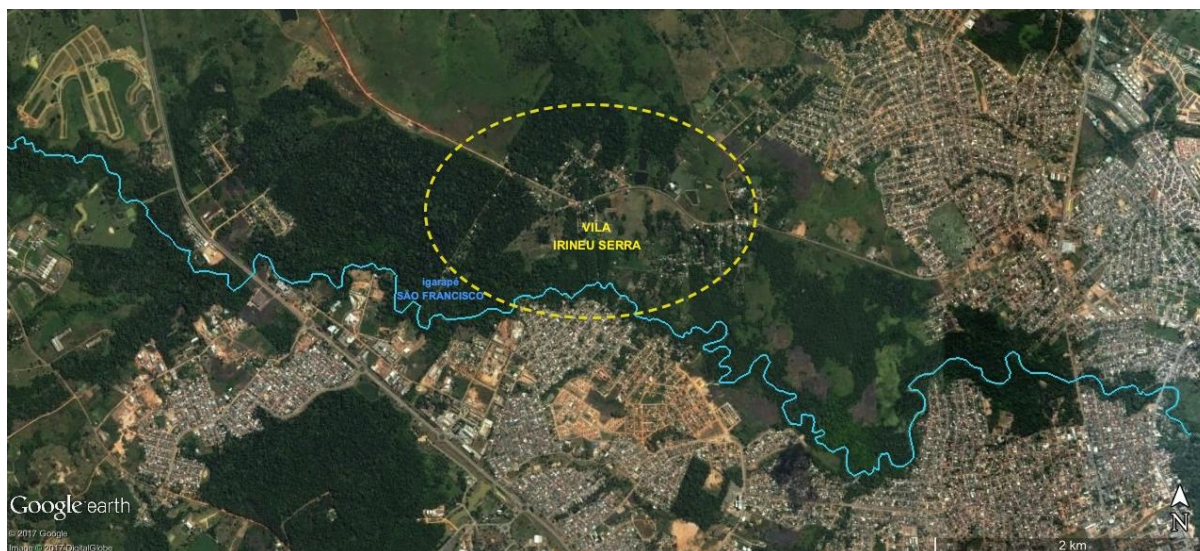 VILA
IRINEU SERRA
igarapé
SÃO FRANCISCO
Google earth
© 2017 Google
Image © 2017 DigitalGlobe
N
2 km